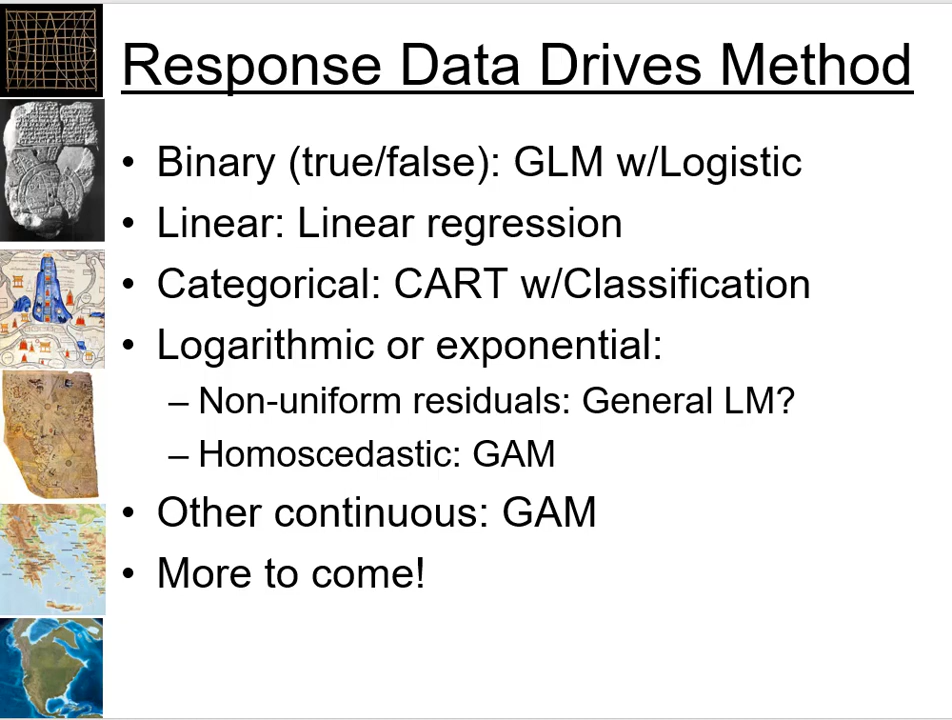 Response Data Drives Method
• Binary (true/false): GLM w/Logistic
• Linear: Linear regression
• Categorical: CART w/Classification
• Logarithmic or exponential:
– Non-uniform residuals: General LM?
– Homoscedastic: GAM
• Other continuous: GAM
• More to come!